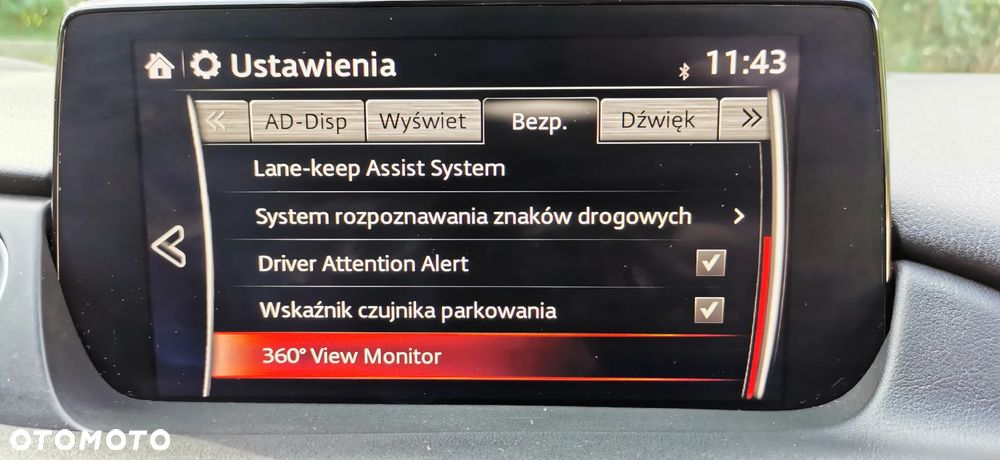 Ustawienia
11:43
AD-Disp
Wyświet
Bezp.
Dźwięk
Lane-keep Assist System
System rozpoznawania znaków drogowych
Driver Attention Alert
Wskaźnik czujnika parkowania
360° View Monitor
OTOMOTO